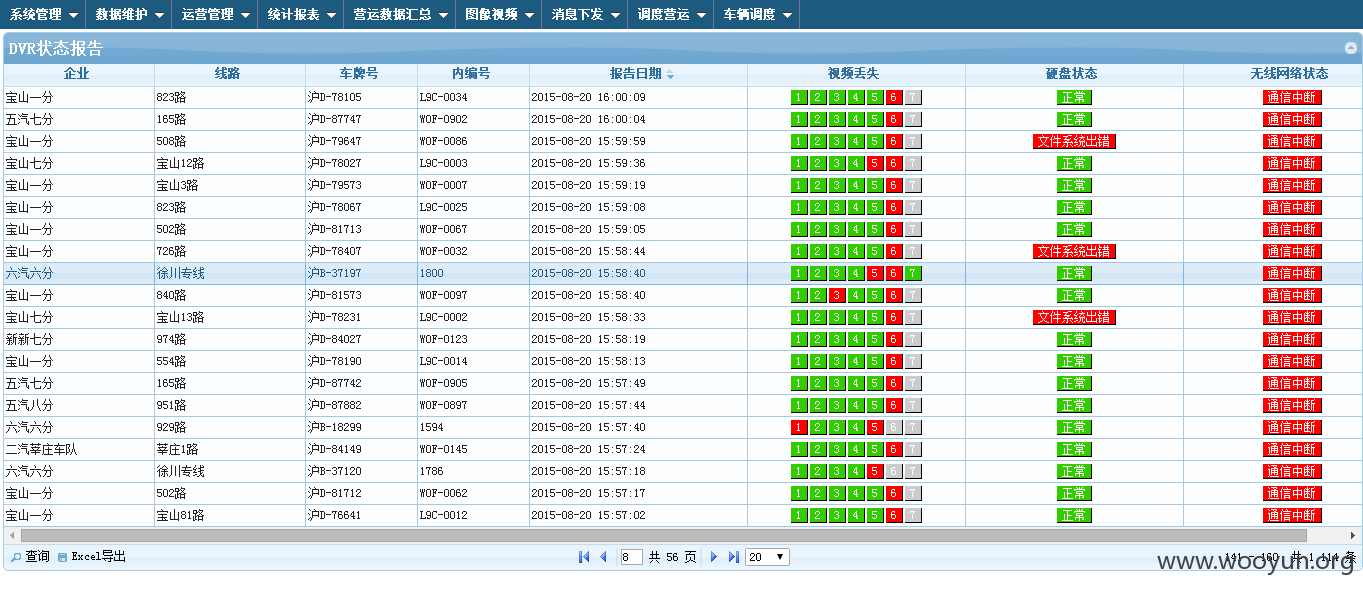 系统管理 数据维护 运营管理 统计报表 营运数据汇总 图像视频 消息下发 调度营运 车辆调度
DVR状态报告
企业 线路 车牌号 内编号 报告日期 视频丢失 硬盘状态 无线网络状态
宝山一分 823路 沪D-78105 L9C-0034 2015-08-20 16:00:09 1 2 3 4 5 6 7 正常 通信中断
五汽七分 165路 沪D-87747 W0F-0902 2015-08-20 16:00:04 1 2 3 4 5 6 7 正常 通信中断
宝山一分 508路 沪D-79647 W0F-0086 2015-08-20 15:59:59 1 2 3 4 5 6 7 文件系统出错 通信中断
宝山七分 宝山12路 沪D-78027 L9C-0003 2015-08-20 15:59:36 1 2 3 4 5 6 7 正常 通信中断
宝山一分 宝山3路 沪D-79573 W0F-0007 2015-08-20 15:59:19 1 2 3 4 5 6 7 正常 通信中断
宝山一分 823路 沪D-78067 L9C-0025 2015-08-20 15:59:08 1 2 3 4 5 6 7 正常 通信中断
宝山一分 502路 沪D-81713 W0F-0067 2015-08-20 15:59:05 1 2 3 4 5 6 7 正常 通信中断
宝山一分 726路 沪D-78407 W0F-0032 2015-08-20 15:58:44 1 2 3 4 5 6 7 文件系统出错 通信中断
六汽六分 徐川专线 沪B-37197 1800 2015-08-20 15:58:40 1 2 3 4 5 6 7 正常 通信中断
宝山一分 840路 沪D-81573 W0F-0097 2015-08-20 15:58:40 1 2 3 4 5 6 7 正常 通信中断
宝山七分 宝山13路 沪D-78231 L9C-0002 2015-08-20 15:58:33 1 2 3 4 5 6 7 文件系统出错 通信中断
新新七分 974路 沪D-84027 W0F-0123 2015-08-20 15:58:19 1 2 3 4 5 6 7 正常 通信中断
宝山一分 554路 沪D-78190 L9C-0014 2015-08-20 15:58:13 1 2 3 4 5 6 7 正常 通信中断
五汽七分 165路 沪D-87742 W0F-0905 2015-08-20 15:57:49 1 2 3 4 5 6 7 正常 通信中断
五汽八分 951路 沪D-87882 W0F-0897 2015-08-20 15:57:44 1 2 3 4 5 6 7 正常 通信中断
六汽六分 929路 沪B-18299 1594 2015-08-20 15:57:40 1 2 3 4 5 6 7 正常 通信中断
二汽莘庄车队 莘庄1路 沪D-84149 W0F-0145 2015-08-20 15:57:24 1 2 3 4 5 6 7 正常 通信中断
六汽六分 徐川专线 沪B-37120 1786 2015-08-20 15:57:18 1 2 3 4 5 6 7 正常 通信中断
宝山一分 502路 沪D-81712 W0F-0062 2015-08-20 15:57:17 1 2 3 4 5 6 7 正常 通信中断
宝山一分 宝山81路 沪D-76641 L9C-0012 2015-08-20 15:57:02 1 2 3 4 5 6 7 正常 通信中断
查询 Excel导出 8 共 56 页 20 141 - 160 共 1 114 条
www.wooyun.org